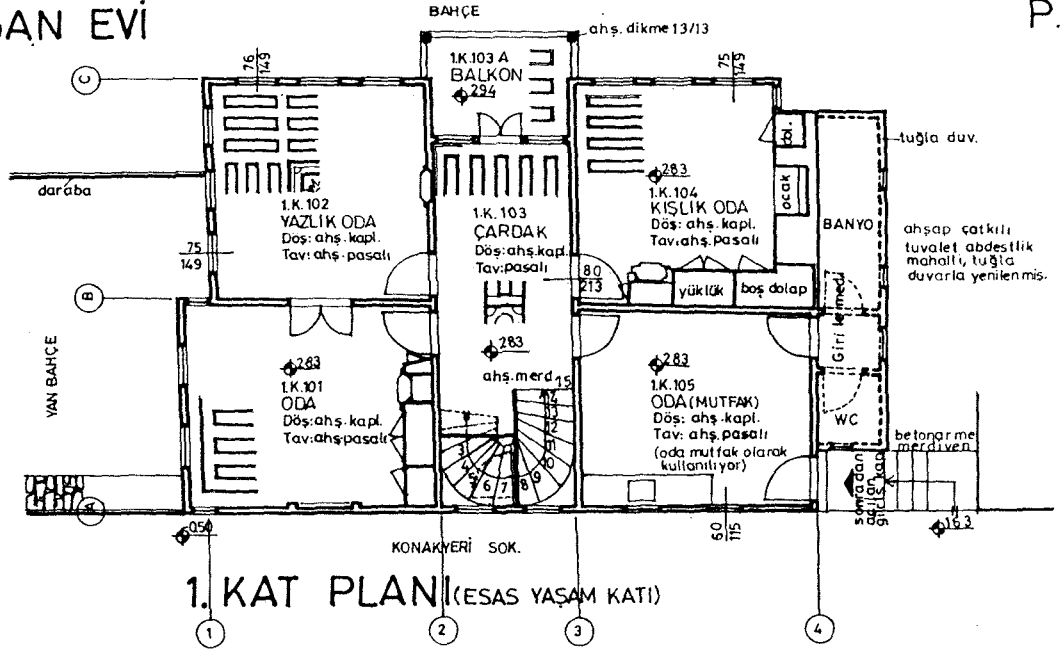 BAHÇE
EVİ
P.
ahş. dikme 13/13
1.K.103 A
BALKON
294
76
149
75
149
C
dol.
tuğla duv.
daraba
283
ocak
1.K.102
YAZLIK ODA
Döş: ahş. kapl.
Tav: ahş. pasalı
1.K.103
ÇARDAK
Döş: ahş. kapl.
Tav: pasalı
1.K.104
KIŞLIK ODA
Döş: ahş. kapl.
Tav: ahş. pasalı
BANYO
ahşap çatkılı
tuvalet abdestlik
mahalli, tuğla
duvarla yenilenmiş.
75
149
80
213
yüklük
boş dolap
B
Girilemedi
YAN BAHÇE
283
1.K.101
ODA
Döş: ahş. kapl.
Tav: ahş. pasalı
283
ahş. merd.
15
14
13
12
11
10
9
8
7
6
5
4
3
283
1.K.105
ODA (MUTFAK)
Döş: ahş. kapl.
Tav: ahş. pasalı
(oda mutfak olarak
kullanılıyor)
WC
betonarme
merdiven
sonradan
açılan
giriş kap.
A
0.50
60
115
163
KONAKYERİ SOK.
1. KAT PLANI (ESAS YAŞAM KATI)
1
2
3
4